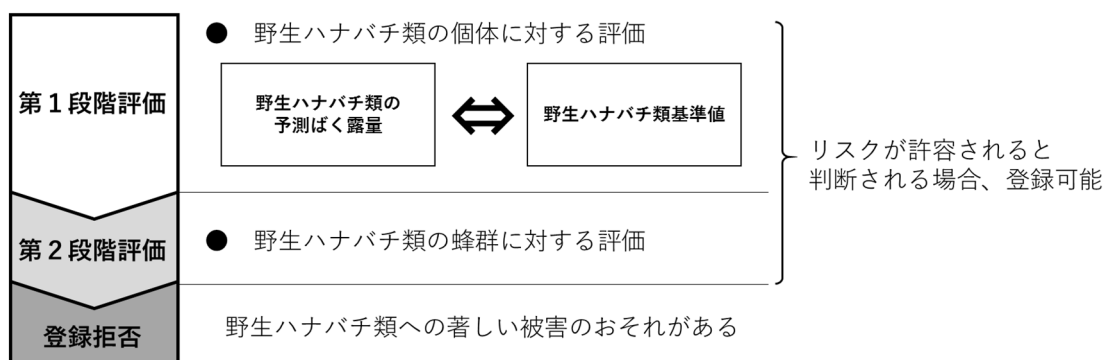 第１段階評価
● 野生ハナバチ類の個体に対する評価
野生ハナバチ類の
予測ばく露量
野生ハナバチ類基準値
リスクが許容されると
判断される場合、登録可能
第２段階評価
● 野生ハナバチ類の蜂群に対する評価
登録拒否
野生ハナバチ類への著しい被害のおそれがある